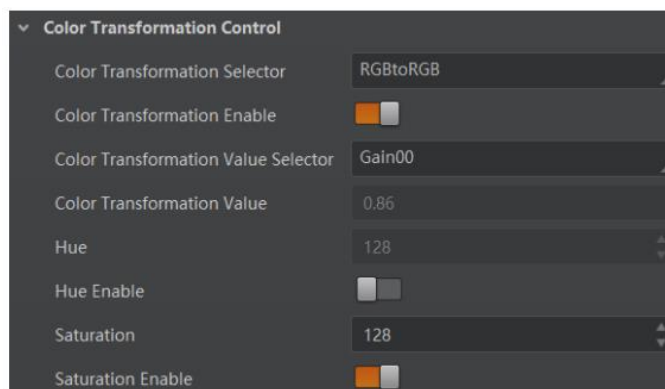 Color Transformation Control
Color Transformation Selector RGBtoRGB
Color Transformation Enable
Color Transformation Value Selector Gain00
Color Transformation Value 0.86
Hue 128
Hue Enable
Saturation 128
Saturation Enable